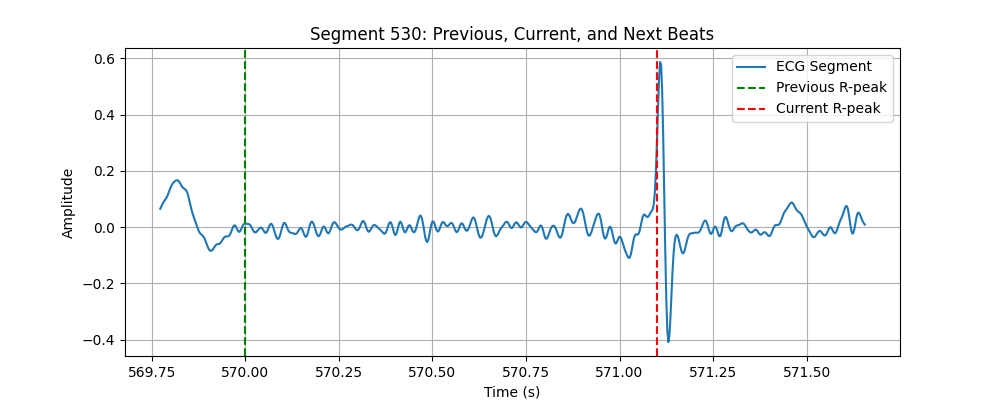 Segment 530: Previous, Current, and Next Beats
ECG Segment
Previous R-peak
Current R-peak
Amplitude
0.6
0.4
0.2
0.0
−0.2
−0.4
569.75 570.00 570.25 570.50 570.75 571.00 571.25 571.50
Time (s)